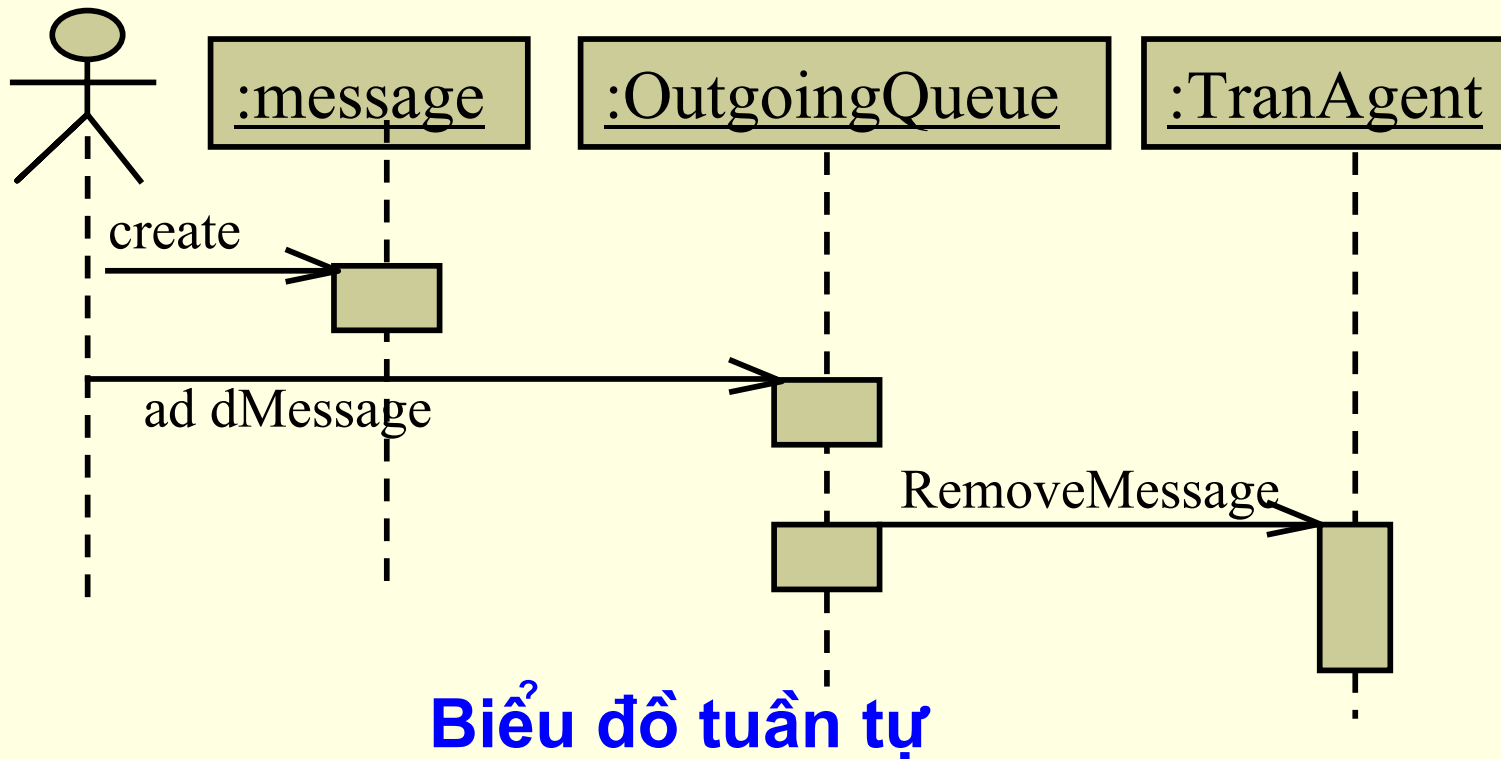 :message :OutgoingQueue :TranAgent
create
ad dMessage
RemoveMessage
Biểu đồ tuần tự